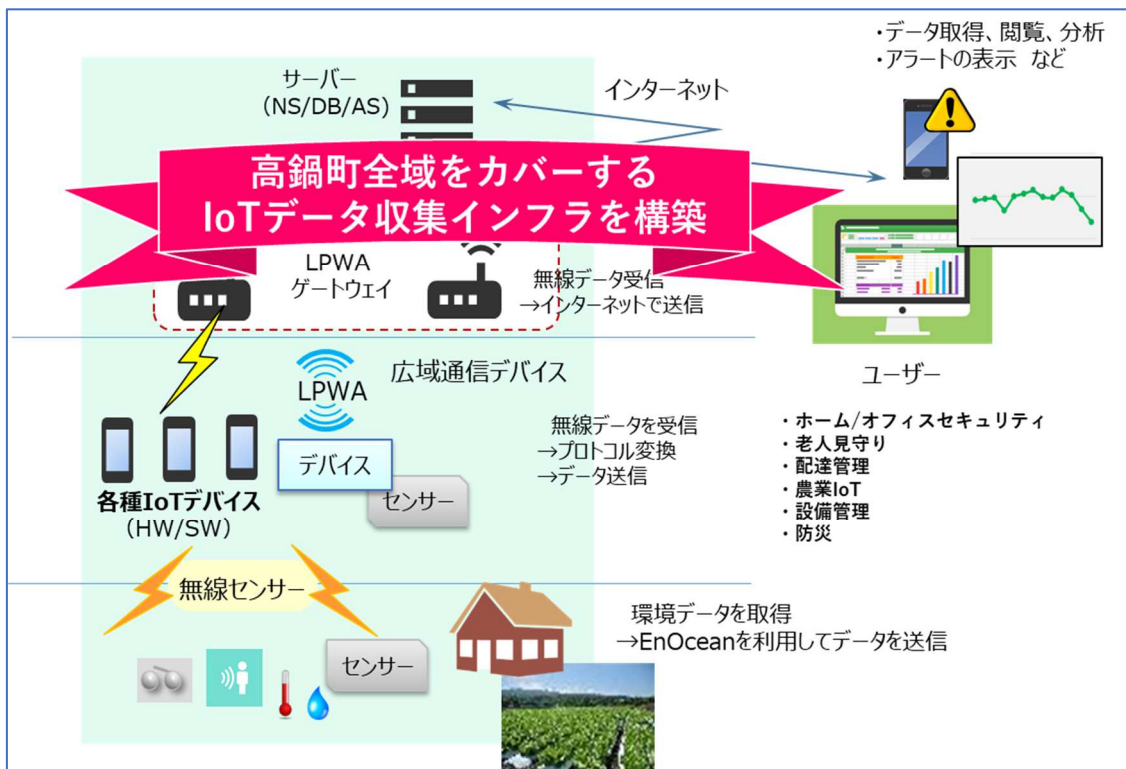 ・データ取得、閲覧、分析
・アラートの表示 など
サーバー
（NS/DB/AS）
インターネット
高鍋町全域をカバーする
IoTデータ収集インフラを構築
LPWA
ゲートウェイ
無線データ受信
→インターネットで送信
広域通信デバイス
LPWA
ユーザー
デバイス
センサー
無線データを受信
→プロトコル変換
→データ送信
・ホーム/オフィスセキュリティ
・老人見守り
・配達管理
・農業IoT
・設備管理
・防災
各種IoTデバイス
（HW/SW）
無線センサー
センサー
環境データを取得
→EnOceanを利用してデータを送信